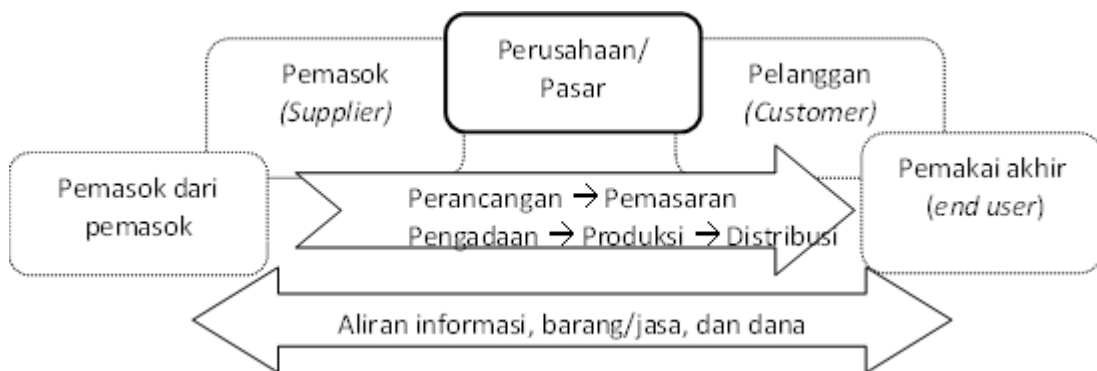 Perusahaan/
Pasar
Pemasok
(Supplier)
Pelanggan
(Customer)
Pemasok dari
pemasok
Perancangan → Pemasaran
Pengadaan → Produksi → Distribusi
Pemakai akhir
(end user)
Aliran informasi, barang/jasa, dan dana